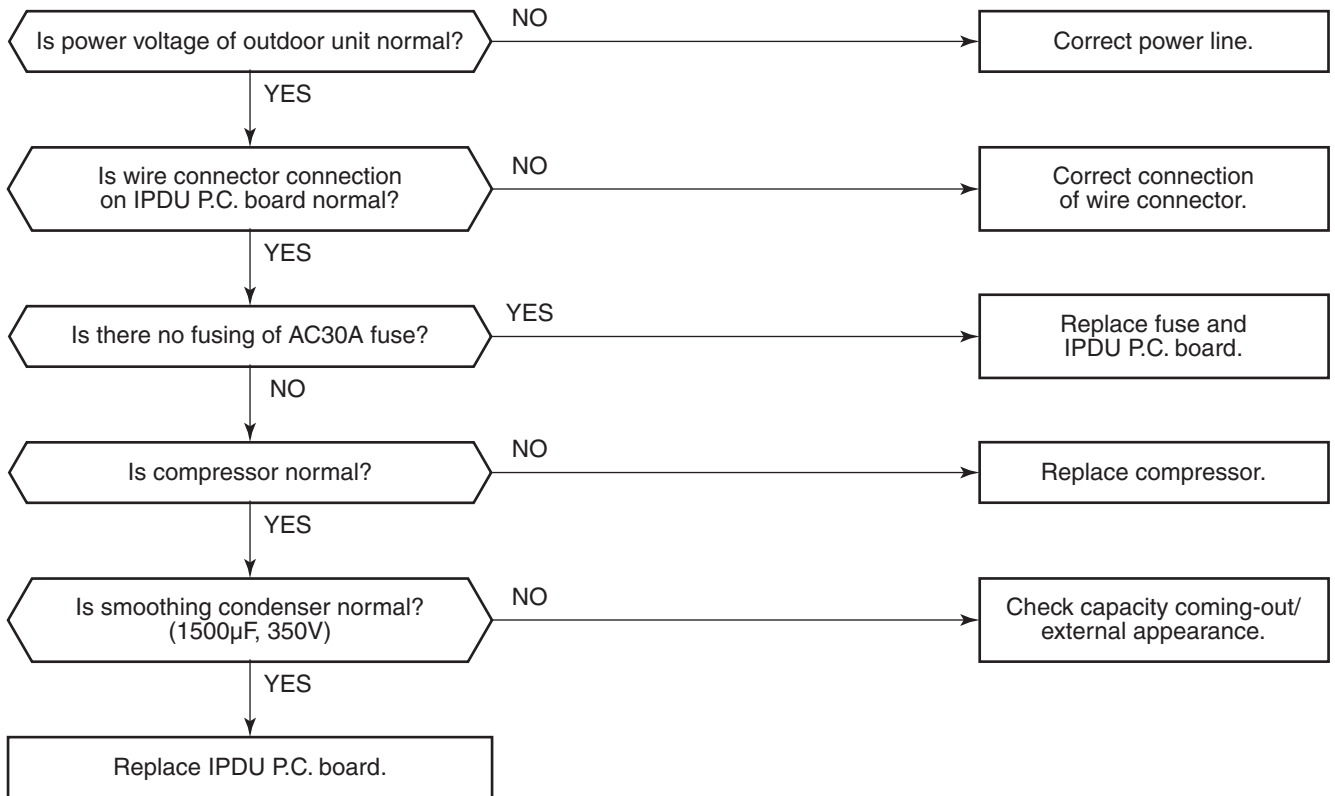 Is power voltage of outdoor unit normal?
NO
Correct power line.
YES
Is wire connector connection
on IPDU P.C. board normal?
NO
Correct connection
of wire connector.
YES
Is there no fusing of AC30A fuse?
YES
Replace fuse and
IPDU P.C. board.
NO
Is compressor normal?
NO
Replace compressor.
YES
Is smoothing condenser normal?
(1500µF, 350V)
NO
Check capacity coming-out/
external appearance.
YES
Replace IPDU P.C. board.